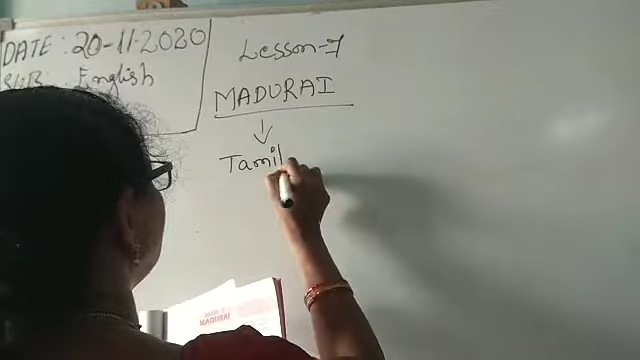 DATE : 20-11-2020
SUB : English
Lesson-7
MADURAI
Tamil
MADURAI